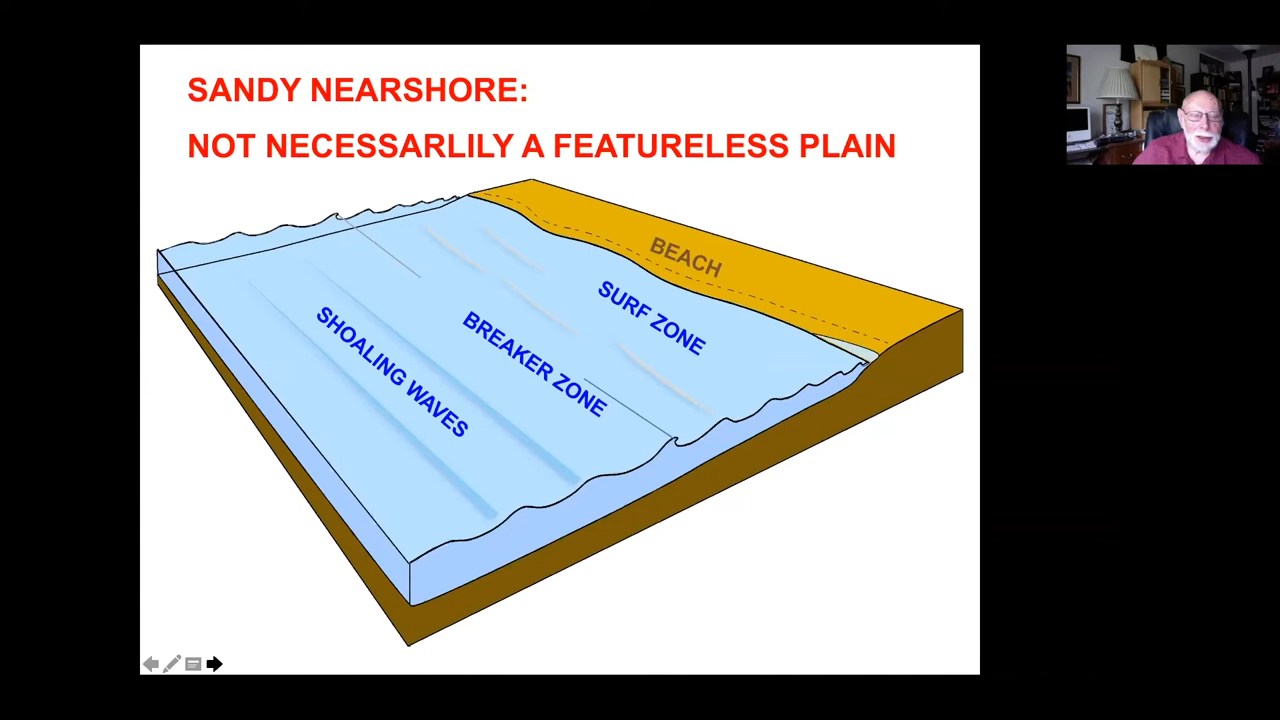 SANDY NEARSHORE:
NOT NECESSARLILY A FEATURELESS PLAIN
BEACH
SURF ZONE
BREAKER ZONE
SHOALING WAVES